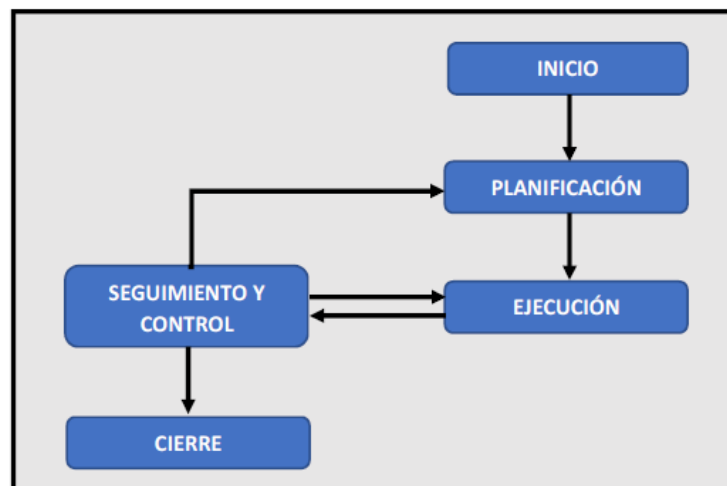 INICIO
PLANIFICACIÓN
SEGUIMIENTO Y
CONTROL
EJECUCIÓN
CIERRE